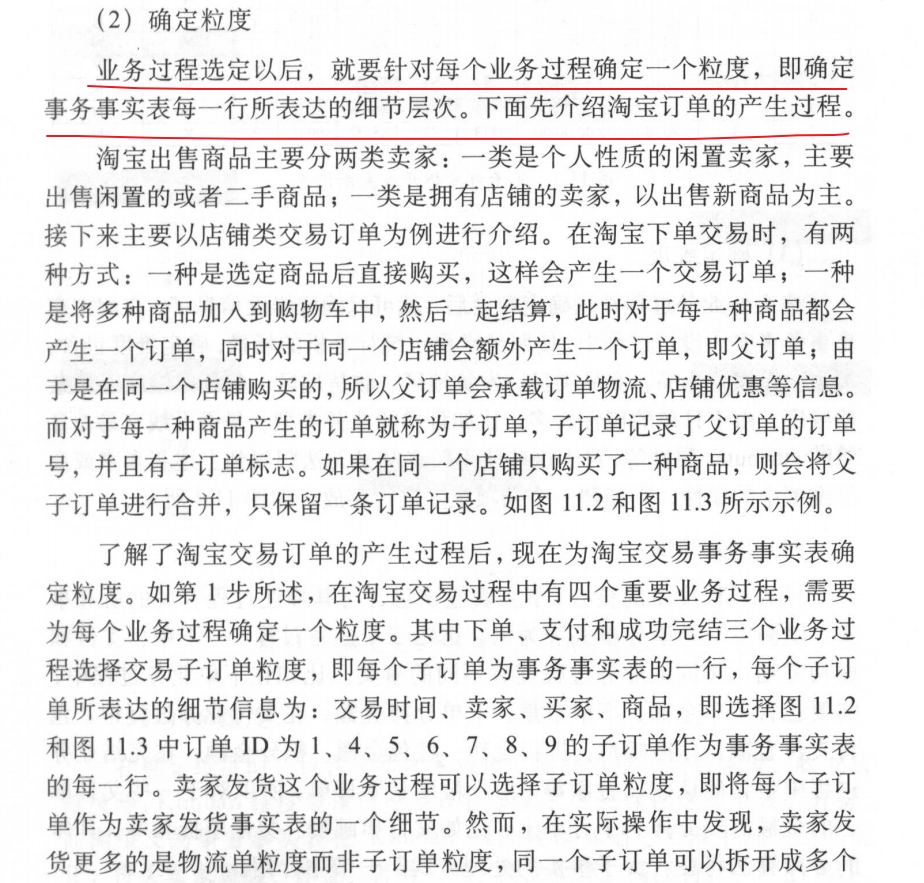 （2）确定粒度
业务过程选定以后，就要针对每个业务过程确定一个粒度，即确定
事务事实表每一行所表达的细节层次。下面先介绍淘宝订单的产生过程。
淘宝出售商品主要分两类卖家：一类是个人性质的闲置卖家，主要
出售闲置的或者二手商品；一类是拥有店铺的卖家，以出售新商品为主。
接下来主要以店铺类交易订单为例进行介绍。在淘宝下单交易时，有两
种方式：一种是选定商品后直接购买，这样会产生一个交易订单；一种
是将多种商品加入到购物车中，然后一起结算，此时对于每一种商品都会
产生一个订单，同时对于同一个店铺会额外产生一个订单，即父订单；由
于是在同一个店铺购买的，所以父订单会承载订单物流、店铺优惠等信息。
而对于每一种商品产生的订单就称为子订单，子订单记录了父订单的订单
号，并且有子订单标志。如果在同一个店铺只购买了一种商品，则会将父
子订单进行合并，只保留一条订单记录。如图 11.2 和图 11.3 所示示例。
了解了淘宝交易订单的产生过程后，现在为淘宝交易事务事实表确
定粒度。如第 1 步所述，在淘宝交易过程中有四个重要业务过程，需要
为每个业务过程确定一个粒度。其中下单、支付和成功完结三个业务过
程选择交易子订单粒度，即每个子订单为事务事实表的一行，每个子订
单所表达的细节信息为：交易时间、卖家、买家、商品，即选择图 11.2
和图 11.3 中订单 ID 为 1、4、5、6、7、8、9 的子订单作为事务事实表
的每一行。卖家发货这个业务过程可以选择子订单粒度，即将每个子订
单作为卖家发货事实表的一个细节。然而，在实际操作中发现，卖家发
货更多的是物流单粒度而非子订单粒度，同一个子订单可以拆开成多个